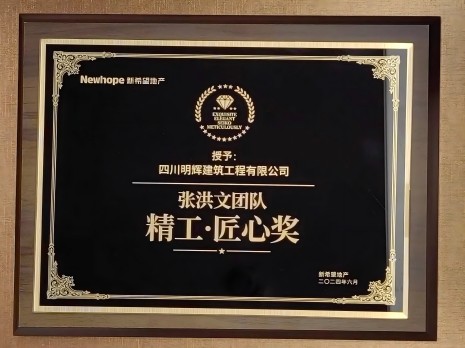 Newhope 新希望地产
EXQUISITE
ELEGANT
SEIKO
METICULOUSLY
授予：
四川明辉建筑工程有限公司
张洪文团队
精工·匠心奖
新希望地产
二〇二四年六月